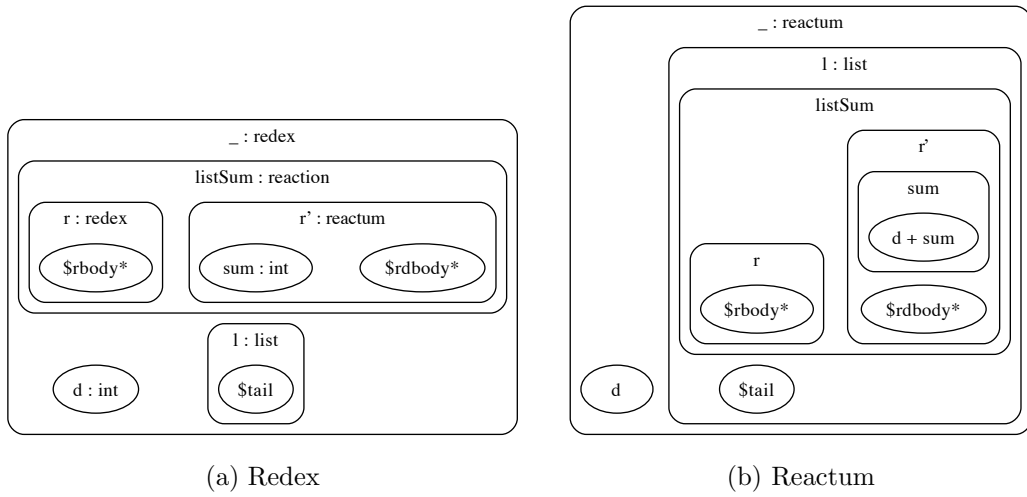 _ : redex
listSum : reaction
r : redex
r' : reactum
$rbody*
sum : int
$rdbody*
l : list
d : int
$tail
(a) Redex
_ : reactum
l : list
listSum
r'
sum
d + sum
r
$rbody*
$rdbody*
d
$tail
(b) Reactum